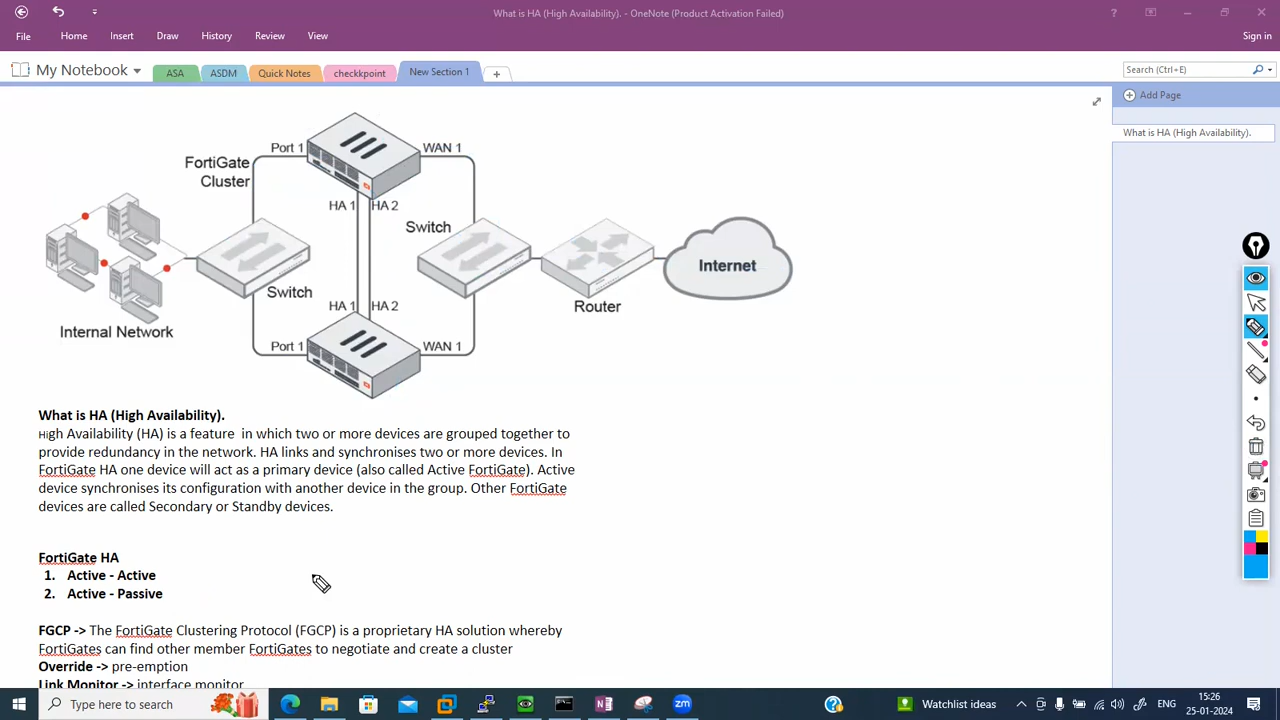 What is HA (High Availability). - OneNote (Product Activation Failed)
File Home Insert Draw History Review View Sign in
My Notebook ASA ASDM Quick Notes checkkpoint New Section 1 Search (Ctrl+E)
Add Page
What is HA (High Availability).
Port 1 WAN 1
FortiGate
Cluster
HA 1 HA 2
Switch
Internet
Switch
HA 1 HA 2
Router
Internal Network
Port 1 WAN 1
What is HA (High Availability).
High Availability (HA) is a feature in which two or more devices are grouped together to
provide redundancy in the network. HA links and synchronises two or more devices. In
FortiGate HA one device will act as a primary device (also called Active FortiGate). Active
device synchronises its configuration with another device in the group. Other FortiGate
devices are called Secondary or Standby devices.
FortiGate HA
1. Active - Active
2. Active - Passive
FGCP -> The FortiGate Clustering Protocol (FGCP) is a proprietary HA solution whereby
FortiGates can find other member FortiGates to negotiate and create a cluster
Override -> pre-emption
Link Monitor -> interface monitor
Type here to search Watchlist ideas ENG 15:26
25-01-2024